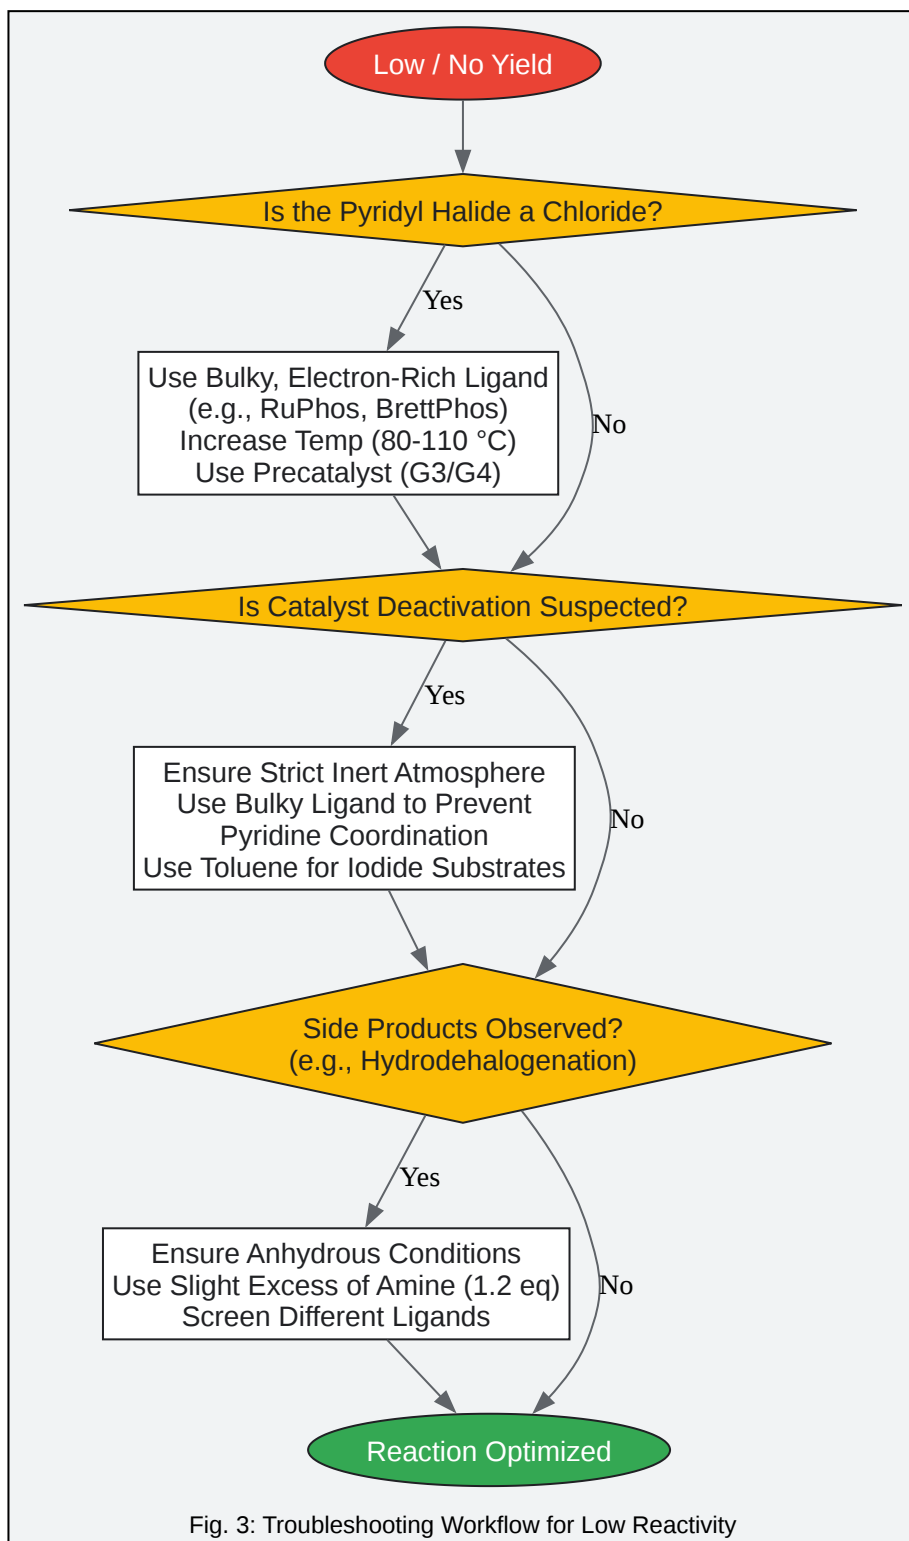 Low / No Yield
Is the Pyridyl Halide a Chloride?
Yes
Use Bulky, Electron-Rich Ligand
(e.g., RuPhos, BrettPhos)
Increase Temp (80-110 °C)
Use Precatalyst (G3/G4)
No
Is Catalyst Deactivation Suspected?
Yes
Ensure Strict Inert Atmosphere
Use Bulky Ligand to Prevent
Pyridine Coordination
Use Toluene for Iodide Substrates
No
Side Products Observed?
(e.g., Hydrodehalogenation)
Yes
Ensure Anhydrous Conditions
Use Slight Excess of Amine (1.2 eq)
Screen Different Ligands
No
Reaction Optimized
Fig. 3: Troubleshooting Workflow for Low Reactivity